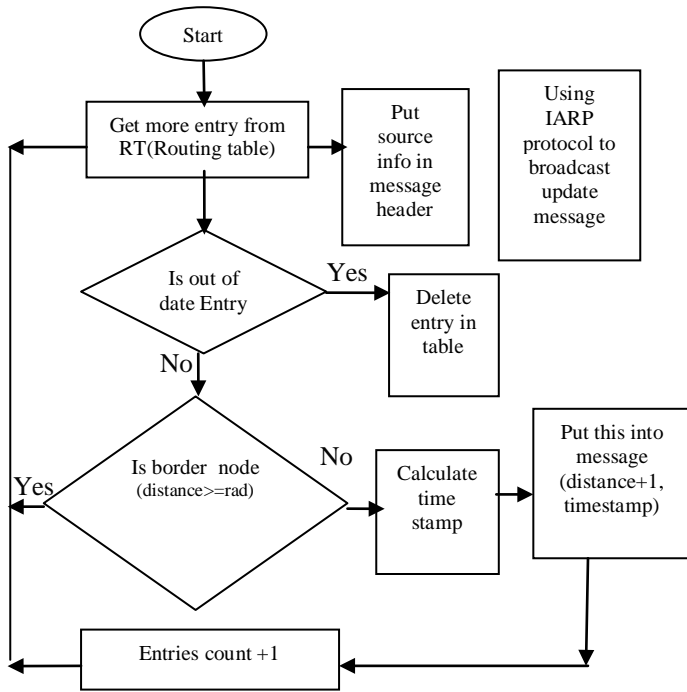 Start
Get more entry from
RT(Routing table)
Put
source
info in
message
header
Using
IARP
protocol to
broadcast
update
message
Is out of
date Entry
Yes
Delete
entry in
table
No
Is border node
(distance>=rad)
Yes
No
Calculate
time
stamp
Put this into
message
(distance+1,
timestamp)
Entries count +1